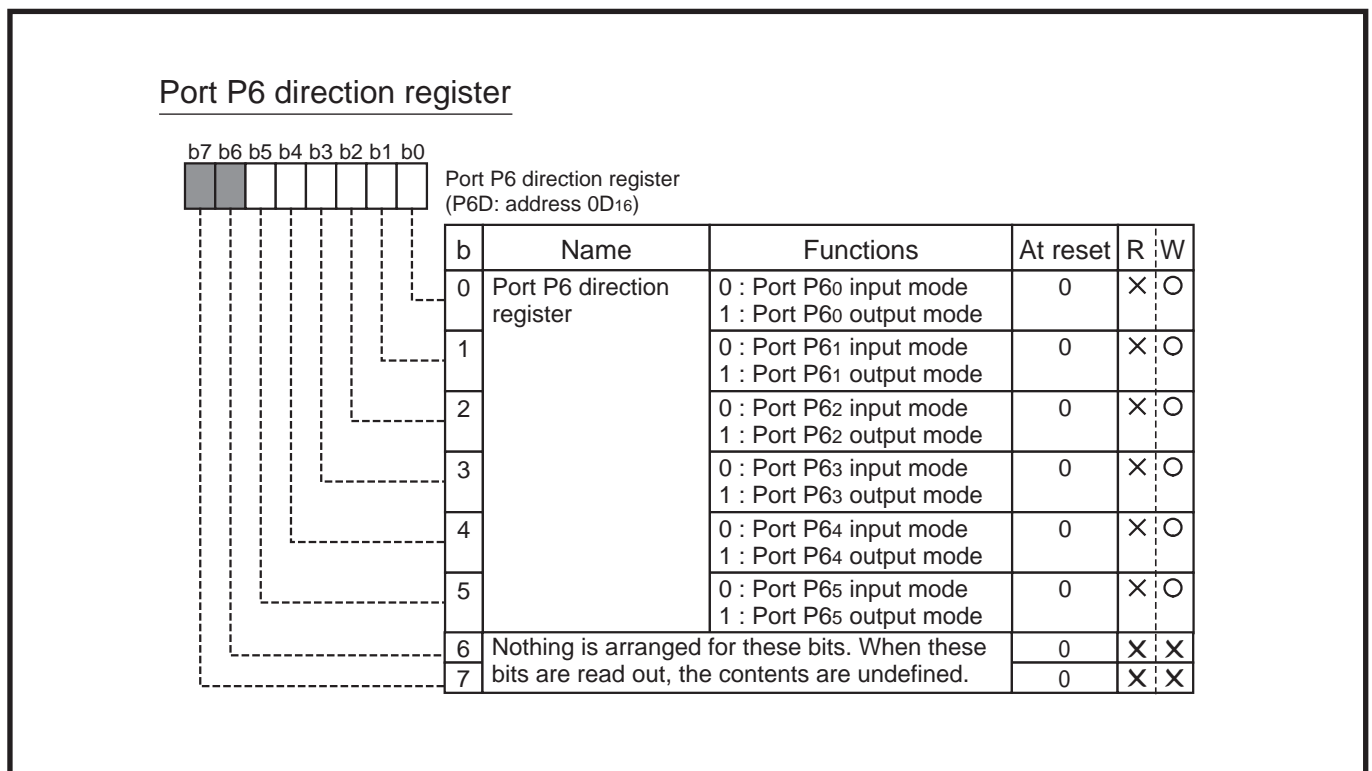 Port P6 direction register
b7 b6 b5 b4 b3 b2 b1 b0
Port P6 direction register
(P6D: address 0D16)
b Name Functions At reset R W
0 Port P6 direction register 0 : Port P60 input mode 0 × ○
1 : Port P60 output mode
1 0 : Port P61 input mode 0 × ○
1 : Port P61 output mode
2 0 : Port P62 input mode 0 × ○
1 : Port P62 output mode
3 0 : Port P63 input mode 0 × ○
1 : Port P63 output mode
4 0 : Port P64 input mode 0 × ○
1 : Port P64 output mode
5 0 : Port P65 input mode 0 × ○
1 : Port P65 output mode
6 Nothing is arranged for these bits. When these 0 × ×
7 bits are read out, the contents are undefined. 0 × ×